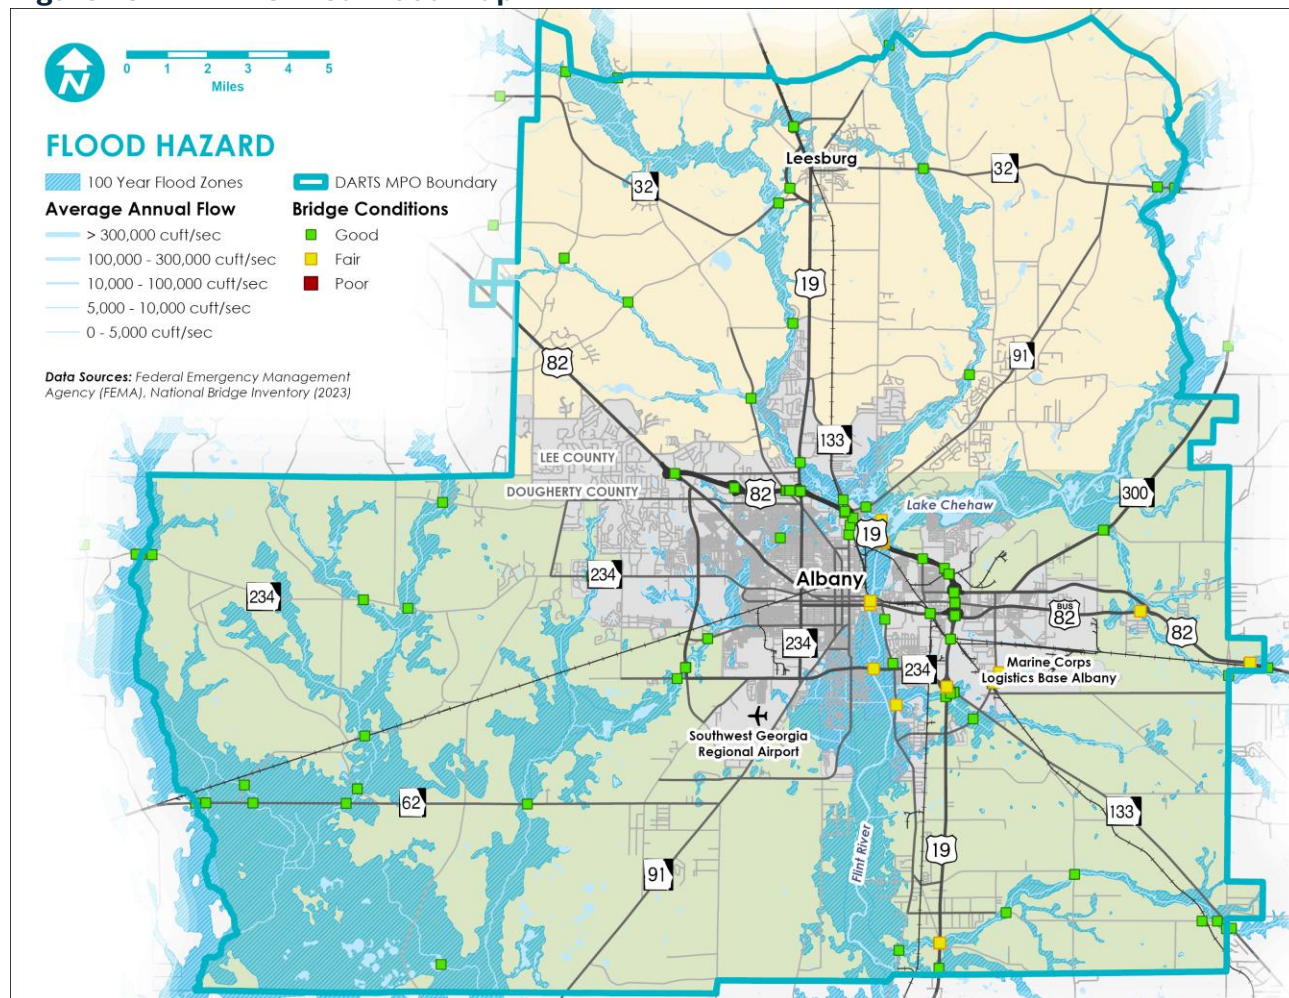 N
0 1 2 3 4 5
Miles
FLOOD HAZARD
100 Year Flood Zones
DARTS MPO Boundary
Average Annual Flow
Bridge Conditions
> 300,000 cuft/sec
Good
100,000 - 300,000 cuft/sec
Fair
10,000 - 100,000 cuft/sec
Poor
5,000 - 10,000 cuft/sec
0 - 5,000 cuft/sec
Data Sources: Federal Emergency Management
Agency (FEMA), National Bridge Inventory (2023)
Leesburg
32
32
19
82
91
133
LEE COUNTY
DOUGHERTY COUNTY
82
300
Lake Chehaw
19
Albany
234
234
BUS
82
82
234
234
Marine Corps
Logistics Base Albany
Southwest Georgia
Regional Airport
62
133
19
Flint River
91